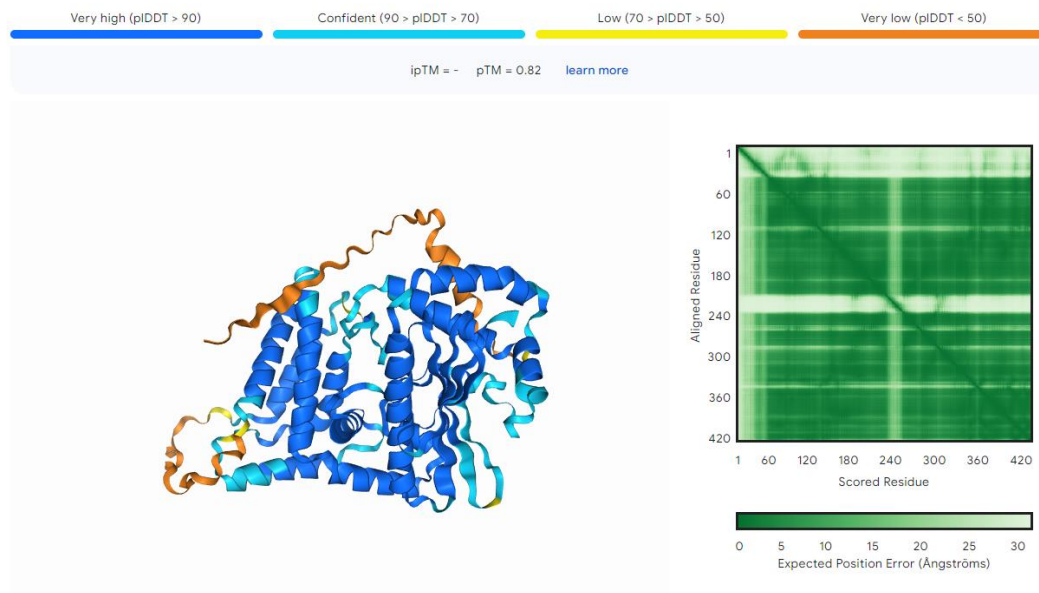 Very high (pIDDT > 90) Confident (90 > pIDDT > 70) Low (70 > pIDDT > 50) Very low (pIDDT < 50)
ipTM = - pTM = 0.82 learn more
1
60
120
180
240
300
360
420
Aligned Residue
1 60 120 180 240 300 360 420
Scored Residue
0 5 10 15 20 25 30
Expected Position Error (Ångströms)